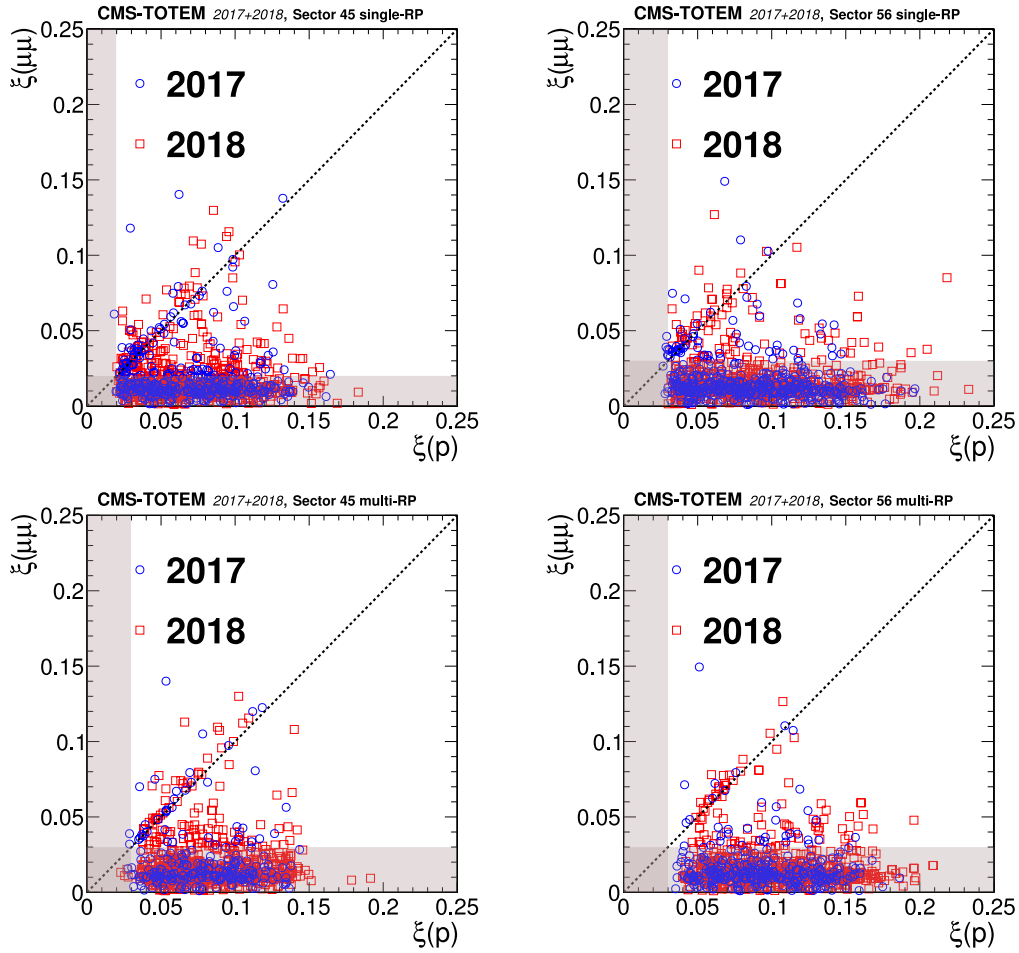 CMS-TOTEM 2017+2018, Sector 45 single-RP
ξ(μμ)
0.25
0.2
0.15
0.1
0.05
0
2017
2018
0 0.05 0.1 0.15 0.2 0.25
ξ(p)
CMS-TOTEM 2017+2018, Sector 56 single-RP
ξ(μμ)
0.25
0.2
0.15
0.1
0.05
0
2017
2018
0 0.05 0.1 0.15 0.2 0.25
ξ(p)
CMS-TOTEM 2017+2018, Sector 45 multi-RP
ξ(μμ)
0.25
0.2
0.15
0.1
0.05
0
2017
2018
0 0.05 0.1 0.15 0.2 0.25
ξ(p)
CMS-TOTEM 2017+2018, Sector 56 multi-RP
ξ(μμ)
0.25
0.2
0.15
0.1
0.05
0
2017
2018
0 0.05 0.1 0.15 0.2 0.25
ξ(p)